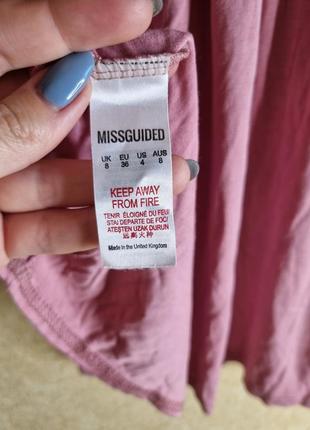 MISSGUIDED
UK EU US AUS
8 36 4 8
KEEP AWAY
FROM FIRE
TENIR ÉLOIGNÉ DU FEU
STAI DEPARTE DE FOC/
ATEŞTEN UZAK DURUN
远离火种
Made In the United Kingdom